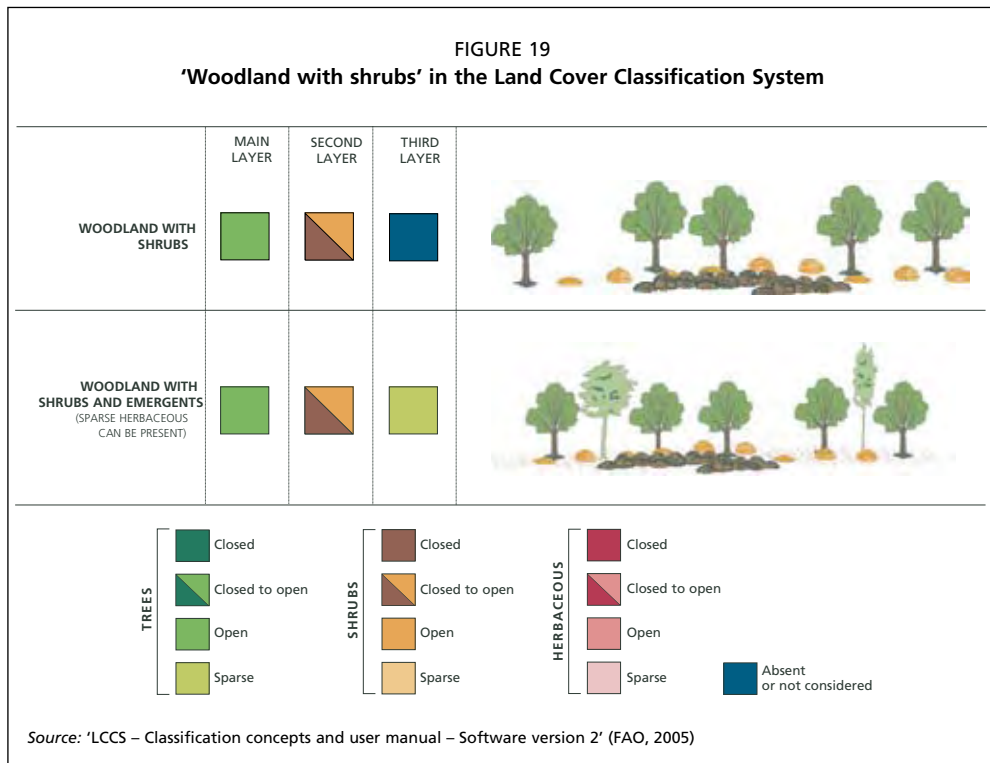 FIGURE 19
'Woodland with shrubs' in the Land Cover Classification System
MAIN
LAYER
SECOND
LAYER
THIRD
LAYER
WOODLAND WITH
SHRUBS
WOODLAND WITH
SHRUBS AND EMERGENTS
(SPARSE HERBACEOUS
CAN BE PRESENT)
TREES
Closed
Closed to open
Open
Sparse
SHRUBS
Closed
Closed to open
Open
Sparse
HERBACEOUS
Closed
Closed to open
Open
Sparse
Absent
or not considered
Source: 'LCCS – Classification concepts and user manual – Software version 2' (FAO, 2005)